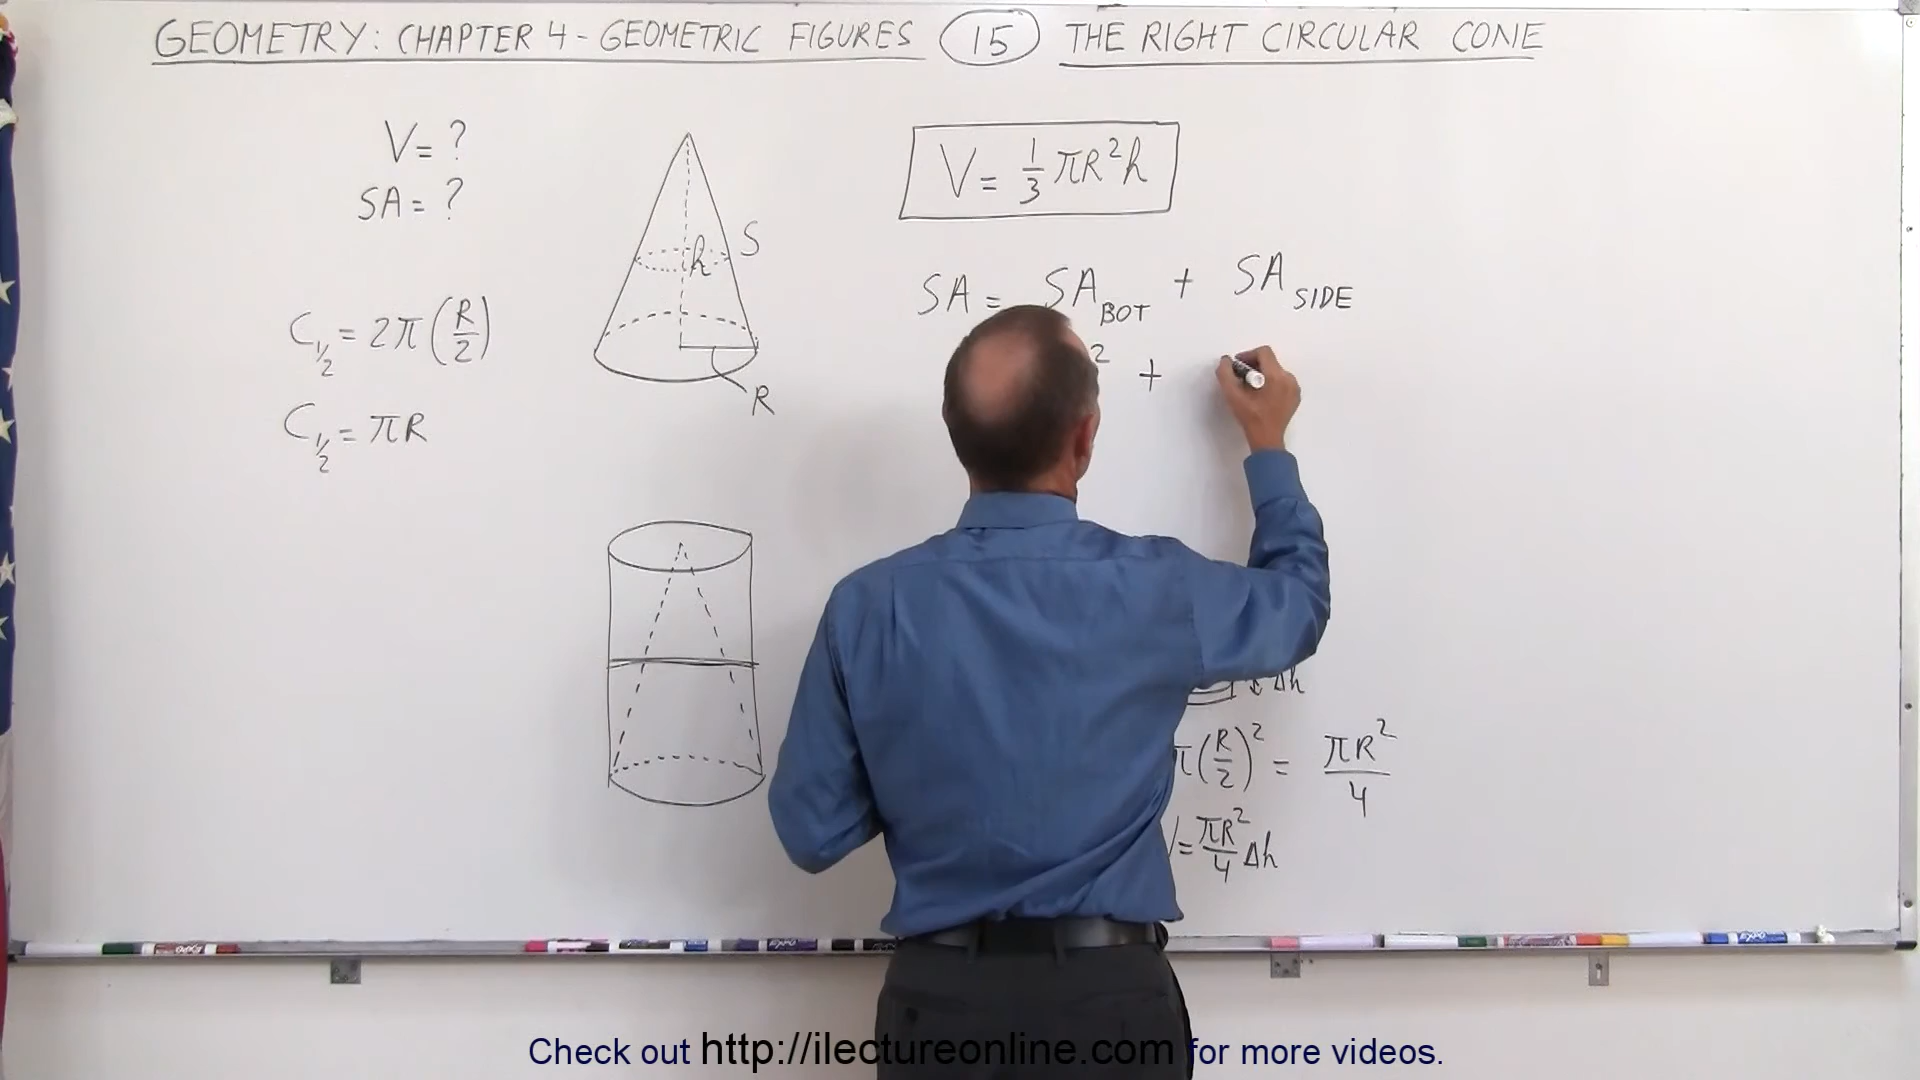 GEOMETRY: CHAPTER 4 - GEOMETRIC FIGURES 15 THE RIGHT CIRCULAR CONE
V = ?
SA = ?
C½ = 2π(R/2)
C½ = πR
h
S
R
V = ⅓πR²h
SA = SA BOT + SA SIDE
² +
Δh
π(R/2)² = πR²/4
= πR²/4 Δh
Check out http://ilectureonline.com for more videos.